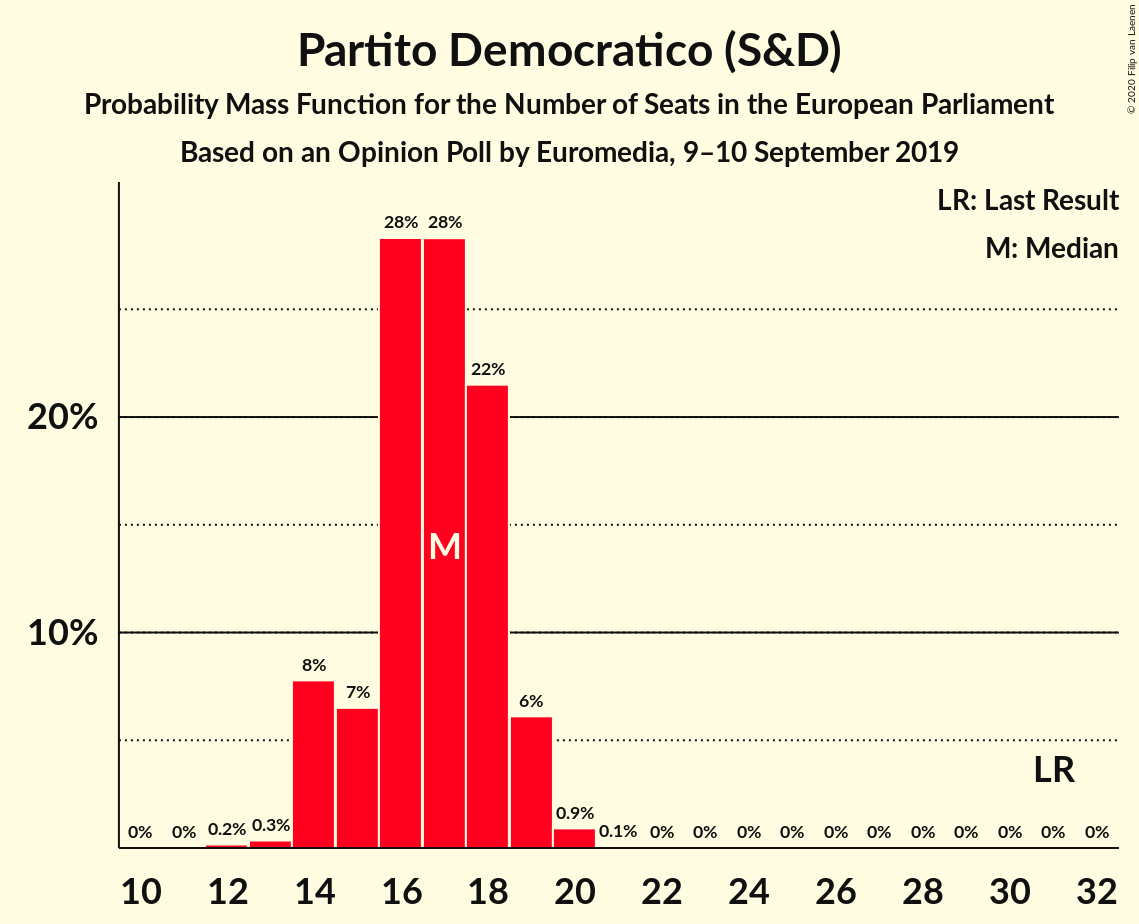 Partito Democratico (S&D)
Probability Mass Function for the Number of Seats in the European Parliament
Based on an Opinion Poll by Euromedia, 9–10 September 2019
© 2020 Filip van Laenen
LR: Last Result
M: Median
28% 28%
22%
20%
M
10%
8%
7%
6%
LR
0% 0% 0.2% 0.3% 0.9% 0.1% 0% 0% 0% 0% 0% 0% 0% 0% 0% 0% 0%
10 12 14 16 18 20 22 24 26 28 30 32